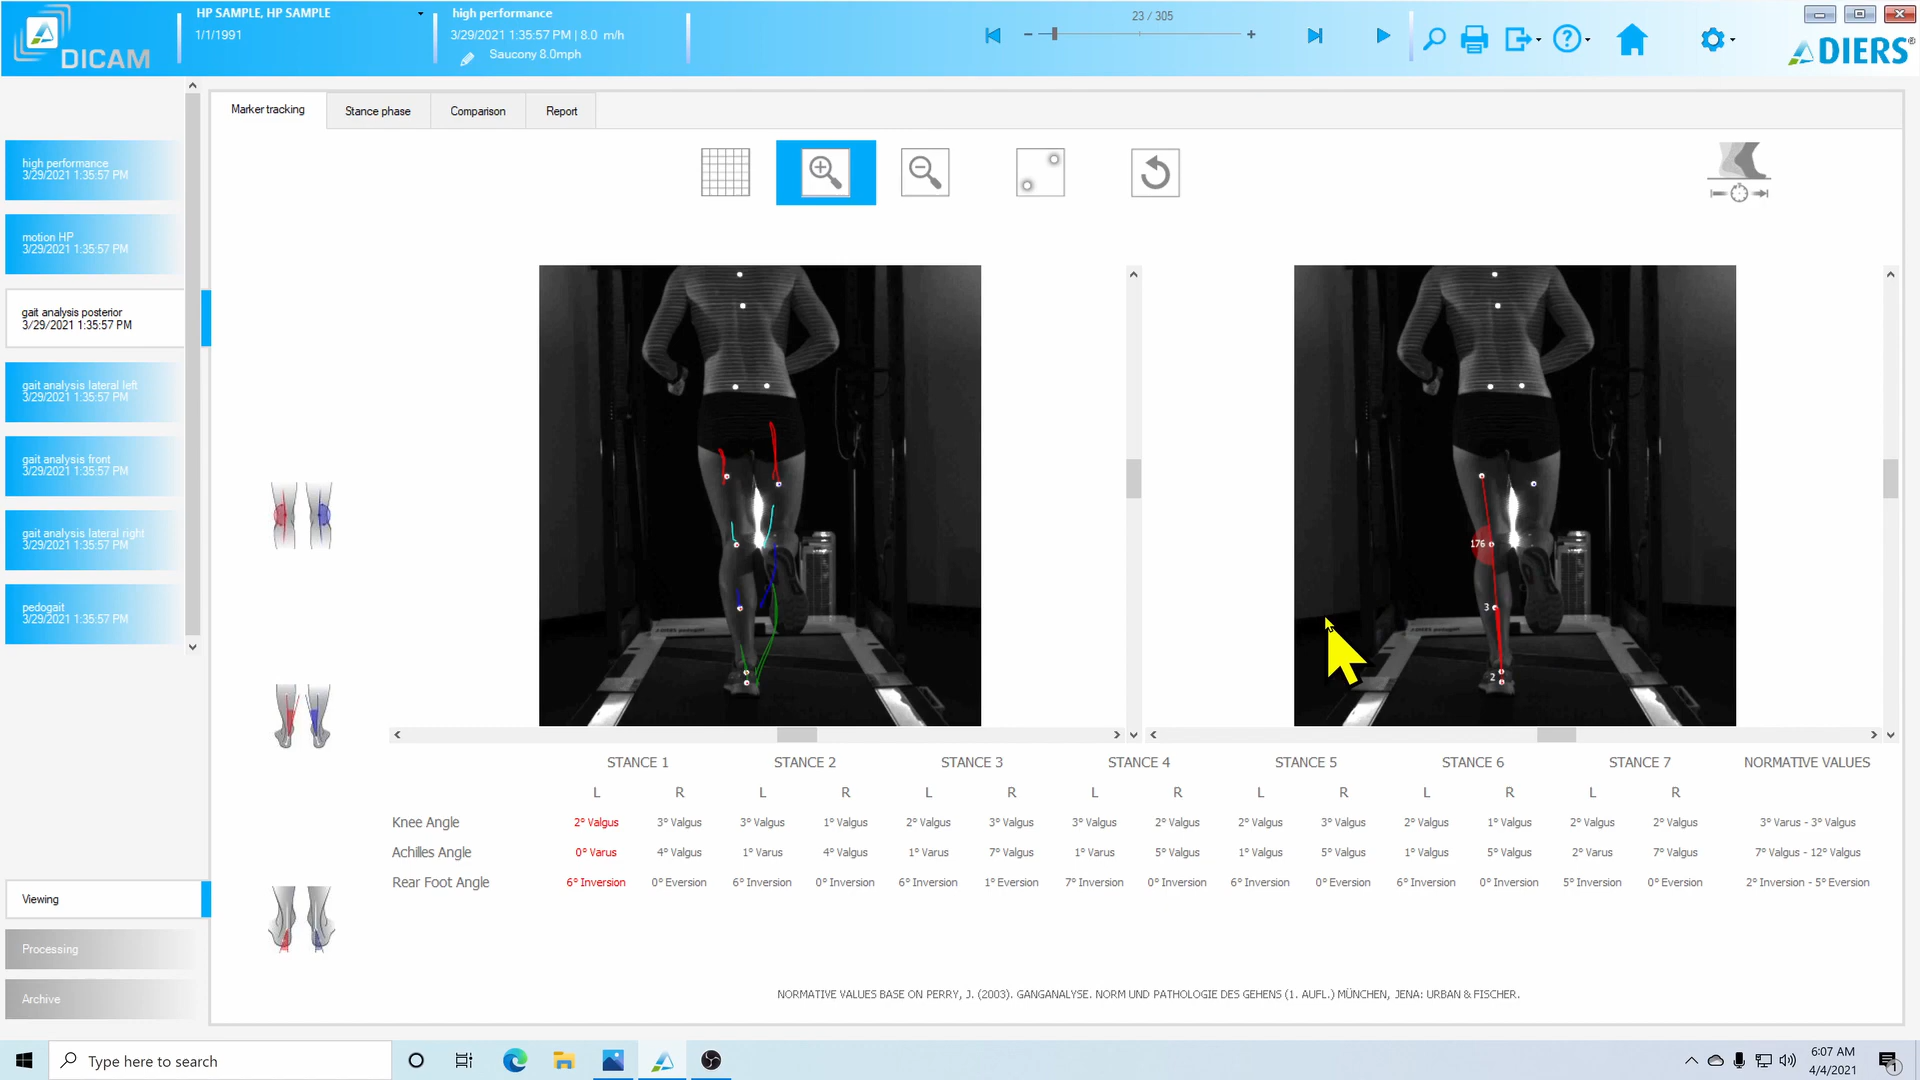 DICAM
HP SAMPLE, HP SAMPLE
1/1/1991
high performance
3/29/2021 1:35:57 PM | 8.0 m/h
Saucony 8.0mph
23 / 305
DIERS®
Marker tracking
Stance phase
Comparison
Report
high performance
3/29/2021 1:35:57 PM
motion HP
3/29/2021 1:35:57 PM
gait analysis posterior
3/29/2021 1:35:57 PM
gait analysis lateral left
3/29/2021 1:35:57 PM
gait analysis front
3/29/2021 1:35:57 PM
gait analysis lateral right
3/29/2021 1:35:57 PM
pedogait
3/29/2021 1:35:57 PM
176
3
2
STANCE 1 STANCE 2 STANCE 3 STANCE 4 STANCE 5 STANCE 6 STANCE 7 NORMATIVE VALUES
L R L R L R L R L R L R L R
Knee Angle 2° Valgus 3° Valgus 3° Valgus 1° Valgus 2° Valgus 3° Valgus 3° Valgus 2° Valgus 2° Valgus 3° Valgus 2° Valgus 1° Valgus 2° Valgus 2° Valgus 3° Varus - 3° Valgus
Achilles Angle 0° Varus 4° Valgus 1° Varus 4° Valgus 1° Varus 7° Valgus 1° Varus 5° Valgus 1° Valgus 5° Valgus 1° Valgus 5° Valgus 2° Varus 7° Valgus 7° Valgus - 12° Valgus
Rear Foot Angle 6° Inversion 0° Eversion 6° Inversion 0° Inversion 6° Inversion 1° Eversion 7° Inversion 0° Inversion 6° Inversion 0° Eversion 6° Inversion 0° Inversion 5° Inversion 0° Eversion 2° Inversion - 5° Eversion
NORMATIVE VALUES BASE ON PERRY, J. (2003). GANGANALYSE. NORM UND PATHOLOGIE DES GEHENS (1. AUFL.) MÜNCHEN, JENA: URBAN & FISCHER.
Viewing
Processing
Archive
Type here to search
6:07 AM
4/4/2021
1